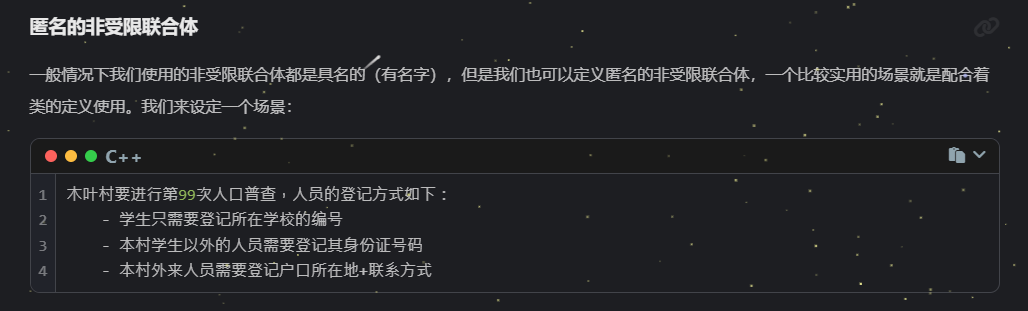 匿名的非受限联合体
一般情况下我们使用的非受限联合体都是具名的（有名字），但是我们也可以定义匿名的非受限联合体，一个比较实用的场景就是配合着
类的定义使用。我们来设定一个场景：
C++
1 木叶村要进行第99次人口普查，人员的登记方式如下：
2 - 学生只需要登记所在学校的编号
3 - 本村学生以外的人员需要登记其身份证号码
4 - 本村外来人员需要登记户口所在地+联系方式